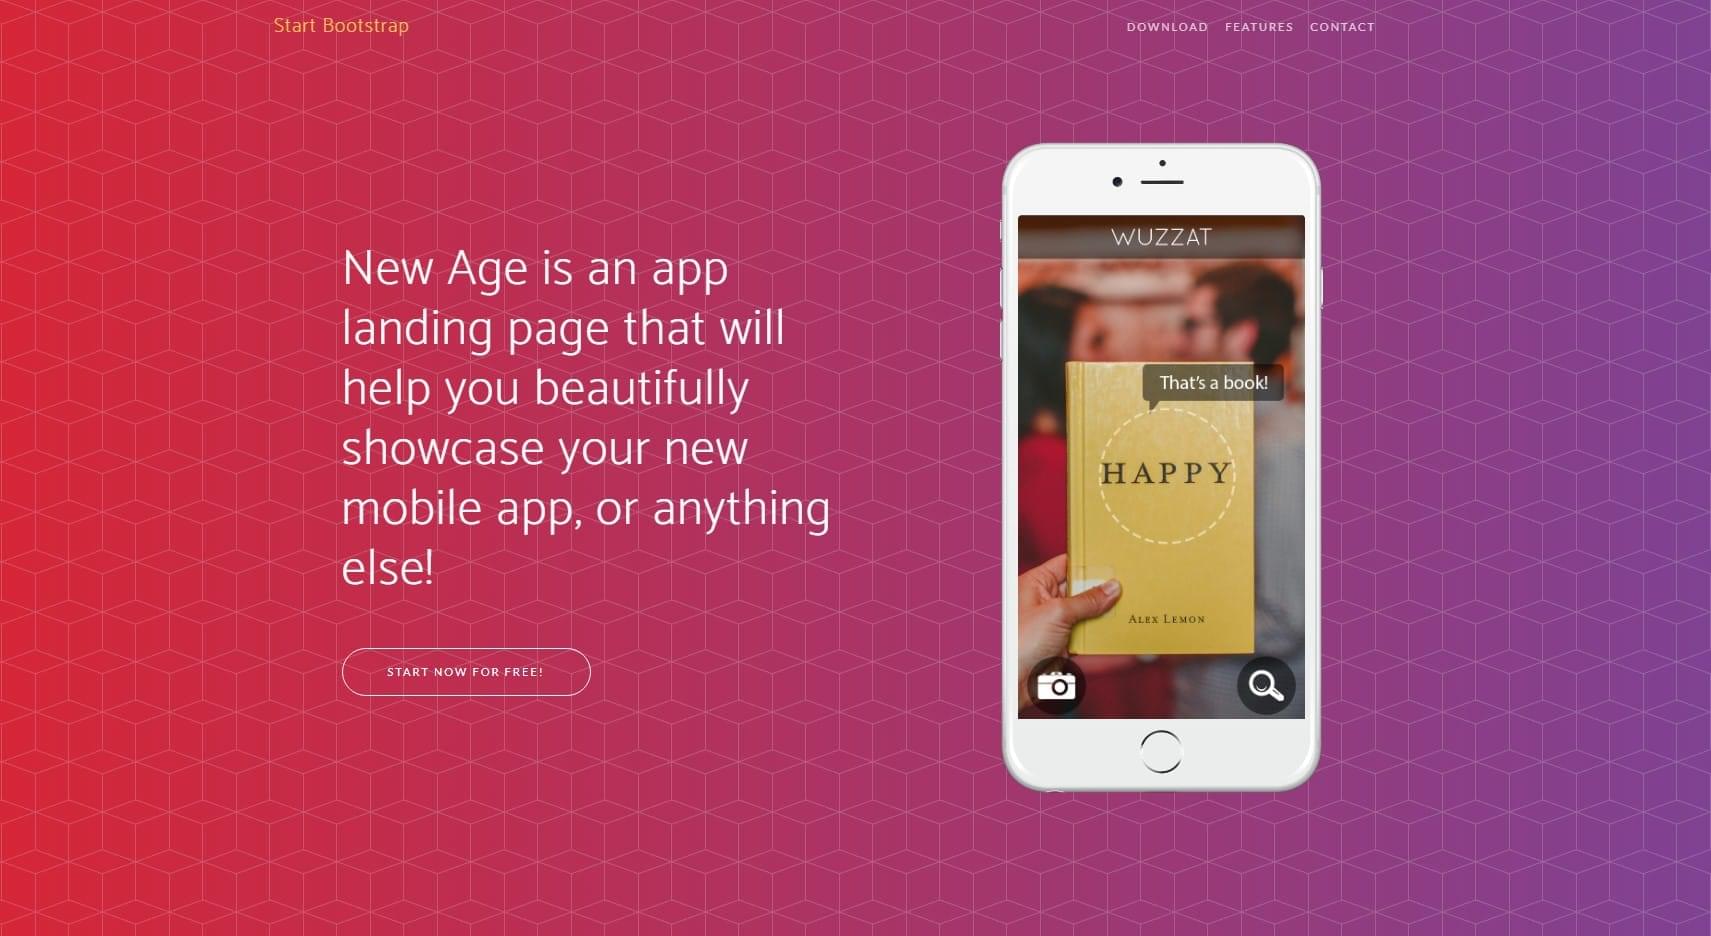 Start Bootstrap
DOWNLOAD FEATURES CONTACT
New Age is an app
landing page that will
help you beautifully
showcase your new
mobile app, or anything
else!
START NOW FOR FREE!
WUZZAT
That's a book!
HAPPY
ALEX LEMON